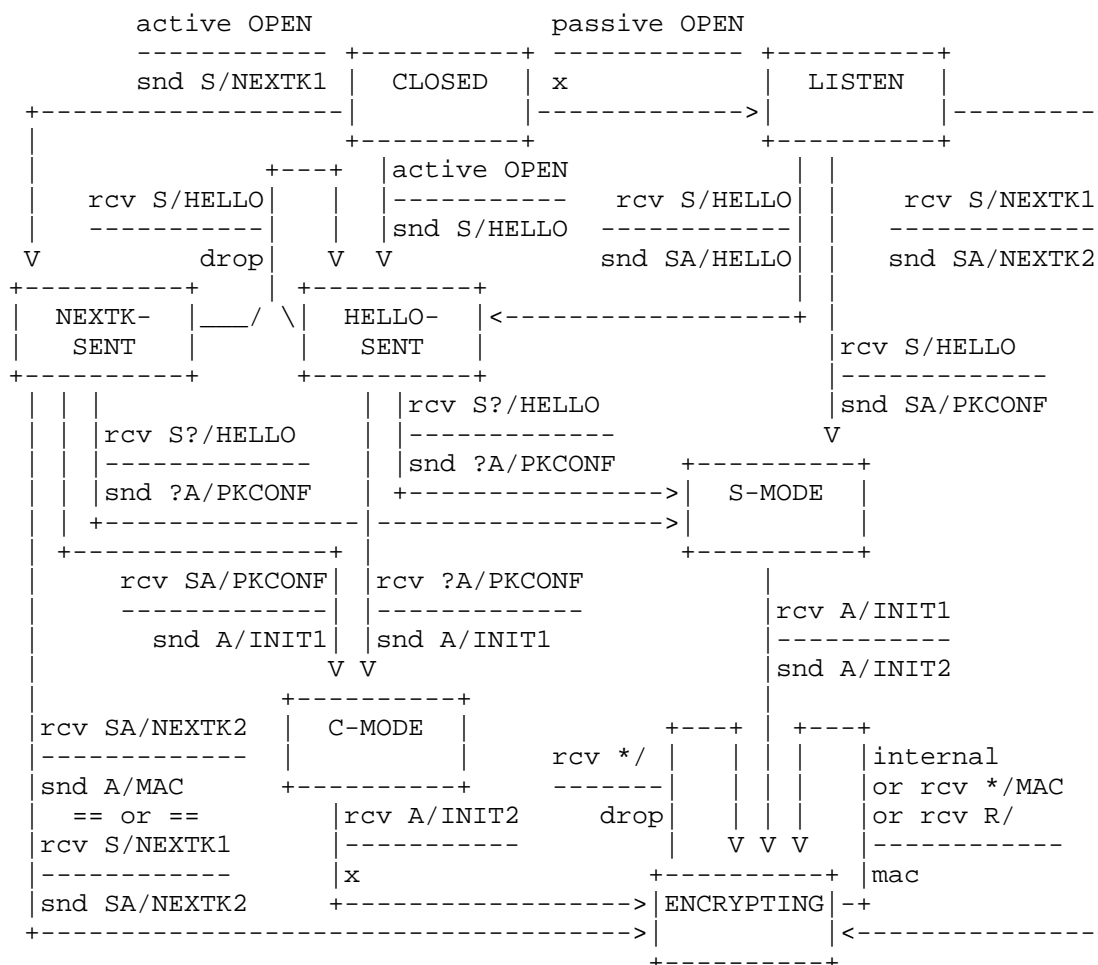 active OPEN                passive OPEN
------------ +----------+ ------------ +----------+
snd S/NEXTK1 |  CLOSED  | x            |  LISTEN  |
+-------------------|          |------------->|          |---------
|                   +----------+              +----------+
|              +---+  |active OPEN              | |
|   rcv S/HELLO|   |  |-----------   rcv S/HELLO| |    rcv S/NEXTK1
|   -----------|   |  |snd S/HELLO  ------------| |   -------------
V          drop|   V  V             snd SA/HELLO| |   snd SA/NEXTK2
+----------+    | +----------+                   | |
|  NEXTK-  |___/ \|  HELLO-  |<------------------+ |
|   SENT   |      |   SENT   |                     |rcv S/HELLO
+----------+      +----------+                     |-------------
| | |                 | |rcv S?/HELLO              |snd SA/PKCONF
| | |rcv S?/HELLO     | |-------------             V
| | |-------------    | |snd ?A/PKCONF    +----------+
| | |snd ?A/PKCONF    | +---------------->|  S-MODE  |
| | +----------------|------------------>|          |
| +----------------+ |                   +----------+
|     rcv SA/PKCONF| |rcv ?A/PKCONF           |
|     -------------| |-------------           |rcv A/INIT1
|       snd A/INIT1| |snd A/INIT1             |-----------
|                  V V                        |snd A/INIT2
|               +----------+                  |
|rcv SA/NEXTK2  |  C-MODE  |            +---+ | +---+
|-------------  |          |     rcv */ |   | | |   |internal
|snd A/MAC      +----------+     -------|   | | |   |or rcv */MAC
|  == or ==        |rcv A/INIT2     drop|   | | |   |or rcv R/
|rcv S/NEXTK1      |-----------         |   V V V   |------------
|------------      |x                  +----------+ |mac
|snd SA/NEXTK2     +------------------>|ENCRYPTING|-+
+------------------------------------->|          |<---------------
+----------+